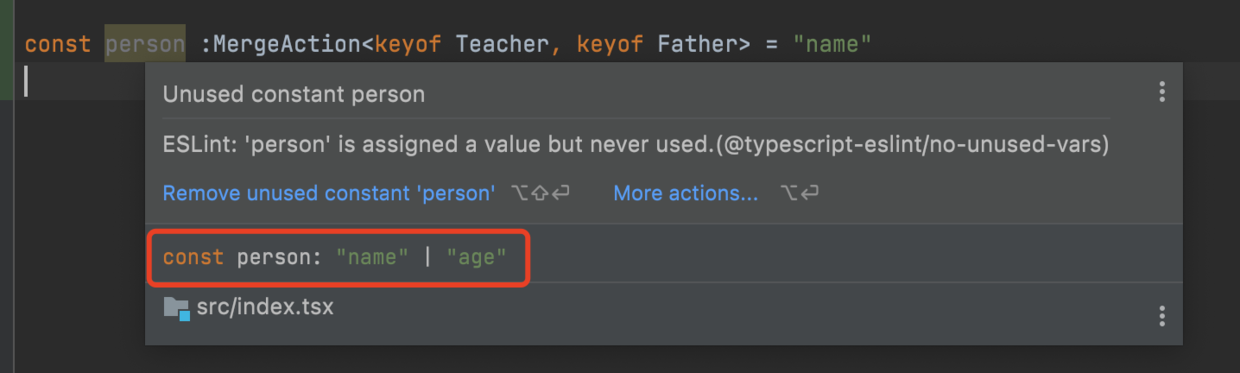 const person :MergeAction<keyof Teacher, keyof Father> = "name"
Unused constant person
ESLint: 'person' is assigned a value but never used.(@typescript-eslint/no-unused-vars)
Remove unused constant 'person' ⌥⇧⏎ More actions... ⌥⏎
const person: "name" | "age"
src/index.tsx